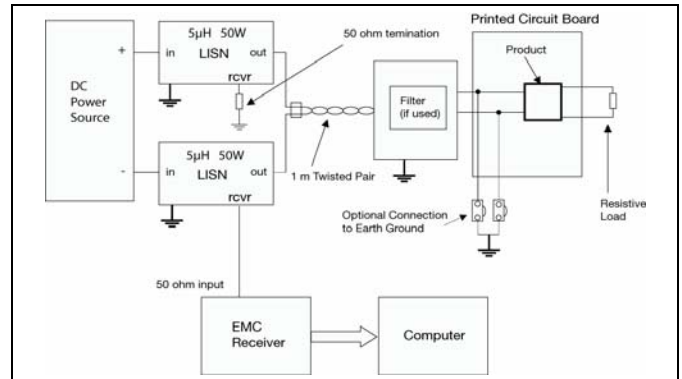 Printed Circuit Board
5µH 50W
LISN
in
out
rcvr
+
50 ohm temination
Product
DC
Power
Source
Filter
(if used)
5µH 50W
LISN
in
out
rcvr
-
1 m Twisted Pair
Optional Connection
to Earth Ground
Resistive
Load
50 ohm input
EMC
Receiver
Computer